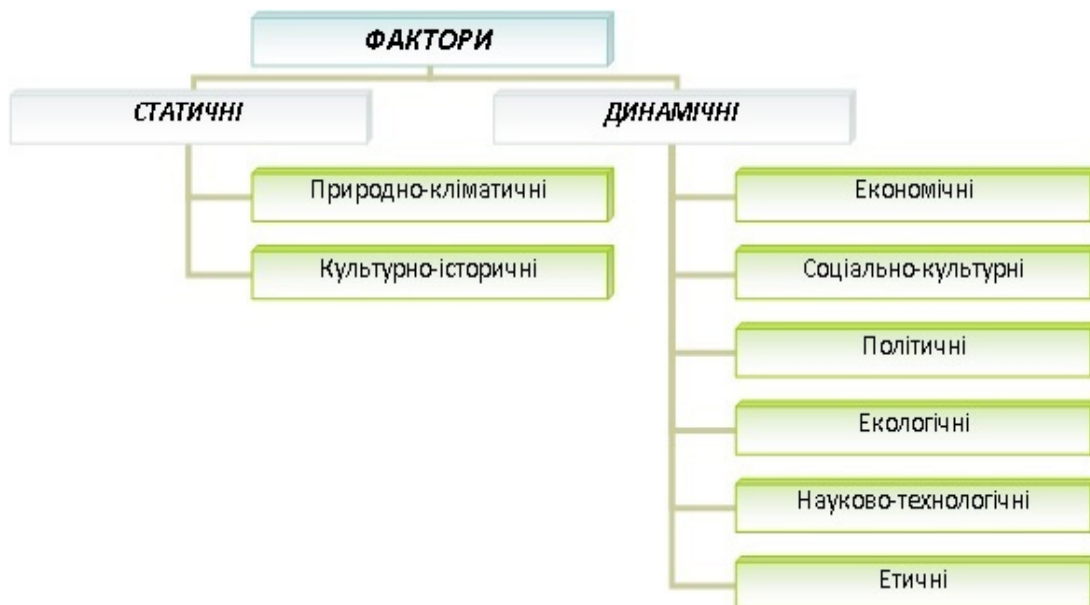 ФАКТОРИ
СТАТИЧНІ
Природно-кліматичні
Культурно-історичні
ДИНАМІЧНІ
Економічні
Соціально-культурні
Політичні
Екологічні
Науково-технологічні
Етичні